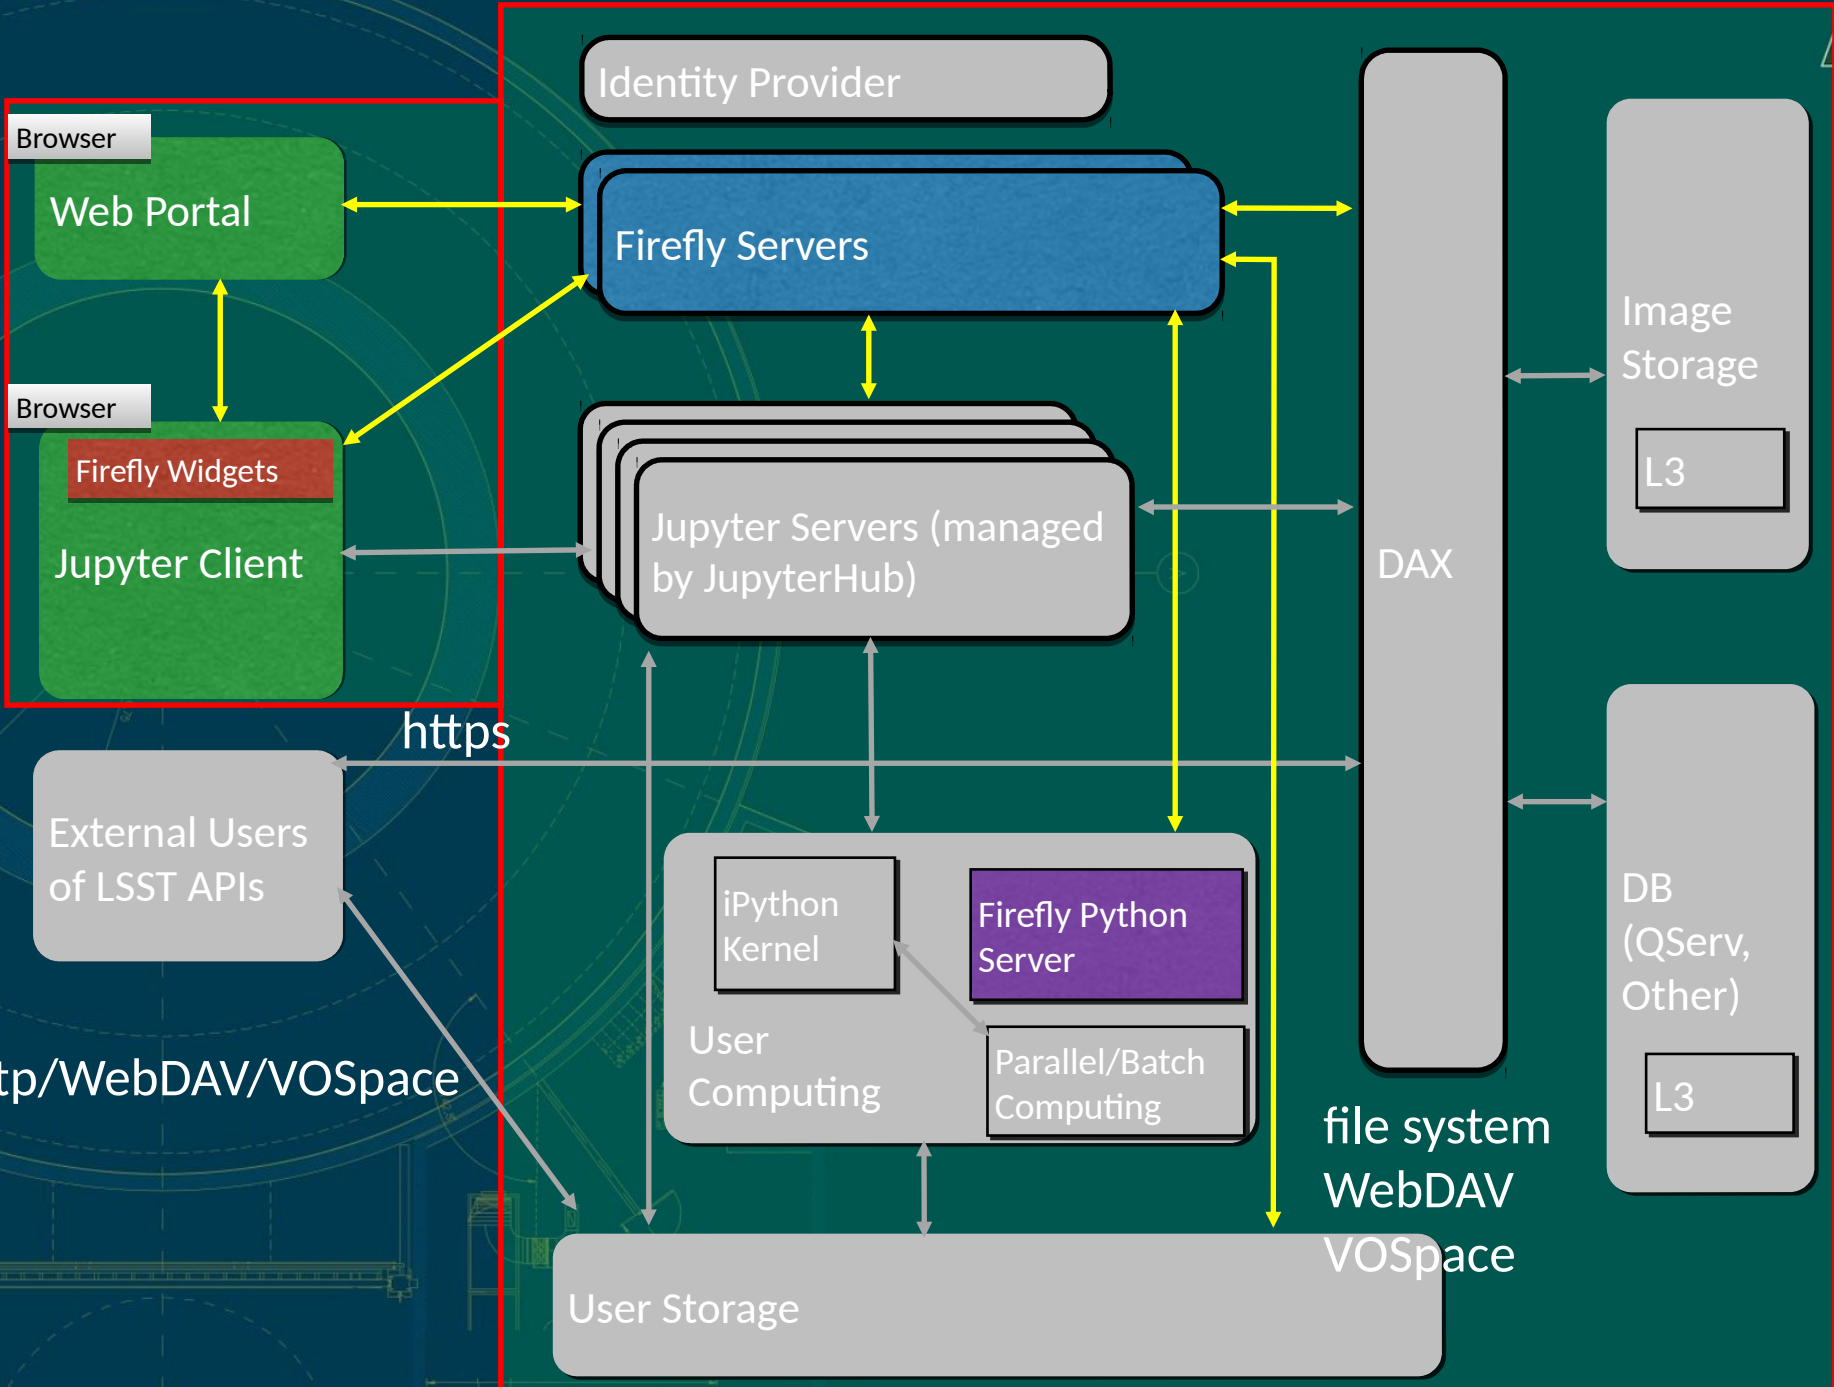 Identity Provider
Browser
Web Portal
Firefly Servers
Image
Storage
L3
Browser
Firefly Widgets
Jupyter Client
Jupyter Servers (managed
by JupyterHub)
DAX
https
External Users
of LSST APIs
iPython
Kernel
Firefly Python
Server
User
Computing
Parallel/Batch
Computing
DB
(QServ,
Other)
L3
tp/WebDAV/VOSpace
file system
WebDAV
VOSpace
User Storage